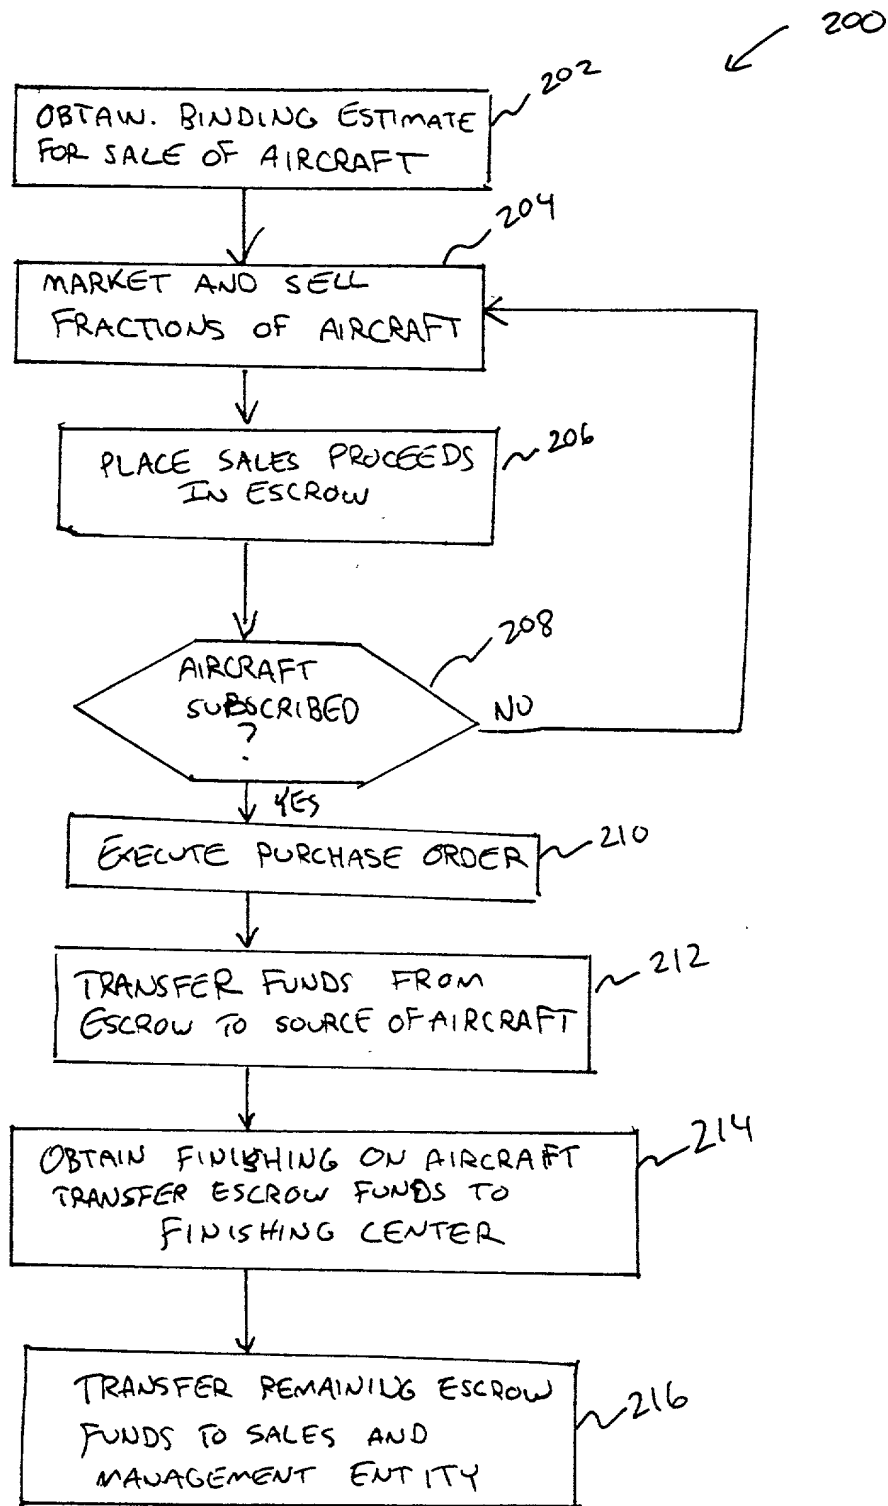 200
202
OBTAIN. BINDING ESTIMATE
FOR SALE OF AIRCRAFT
204
MARKET AND SELL
FRACTIONS OF AIRCRAFT
206
PLACE SALES PROCEEDS
IN ESCROW
208
AIRCRAFT
SUBSCRIBED
?
NO
YES
210
EXECUTE PURCHASE ORDER
212
TRANSFER FUNDS FROM
ESCROW TO SOURCE OF AIRCRAFT
214
OBTAIN FINISHING ON AIRCRAFT
TRANSFER ESCROW FUNDS TO
FINISHING CENTER
216
TRANSFER REMAINING ESCROW
FUNDS TO SALES AND
MANAGEMENT ENTITY